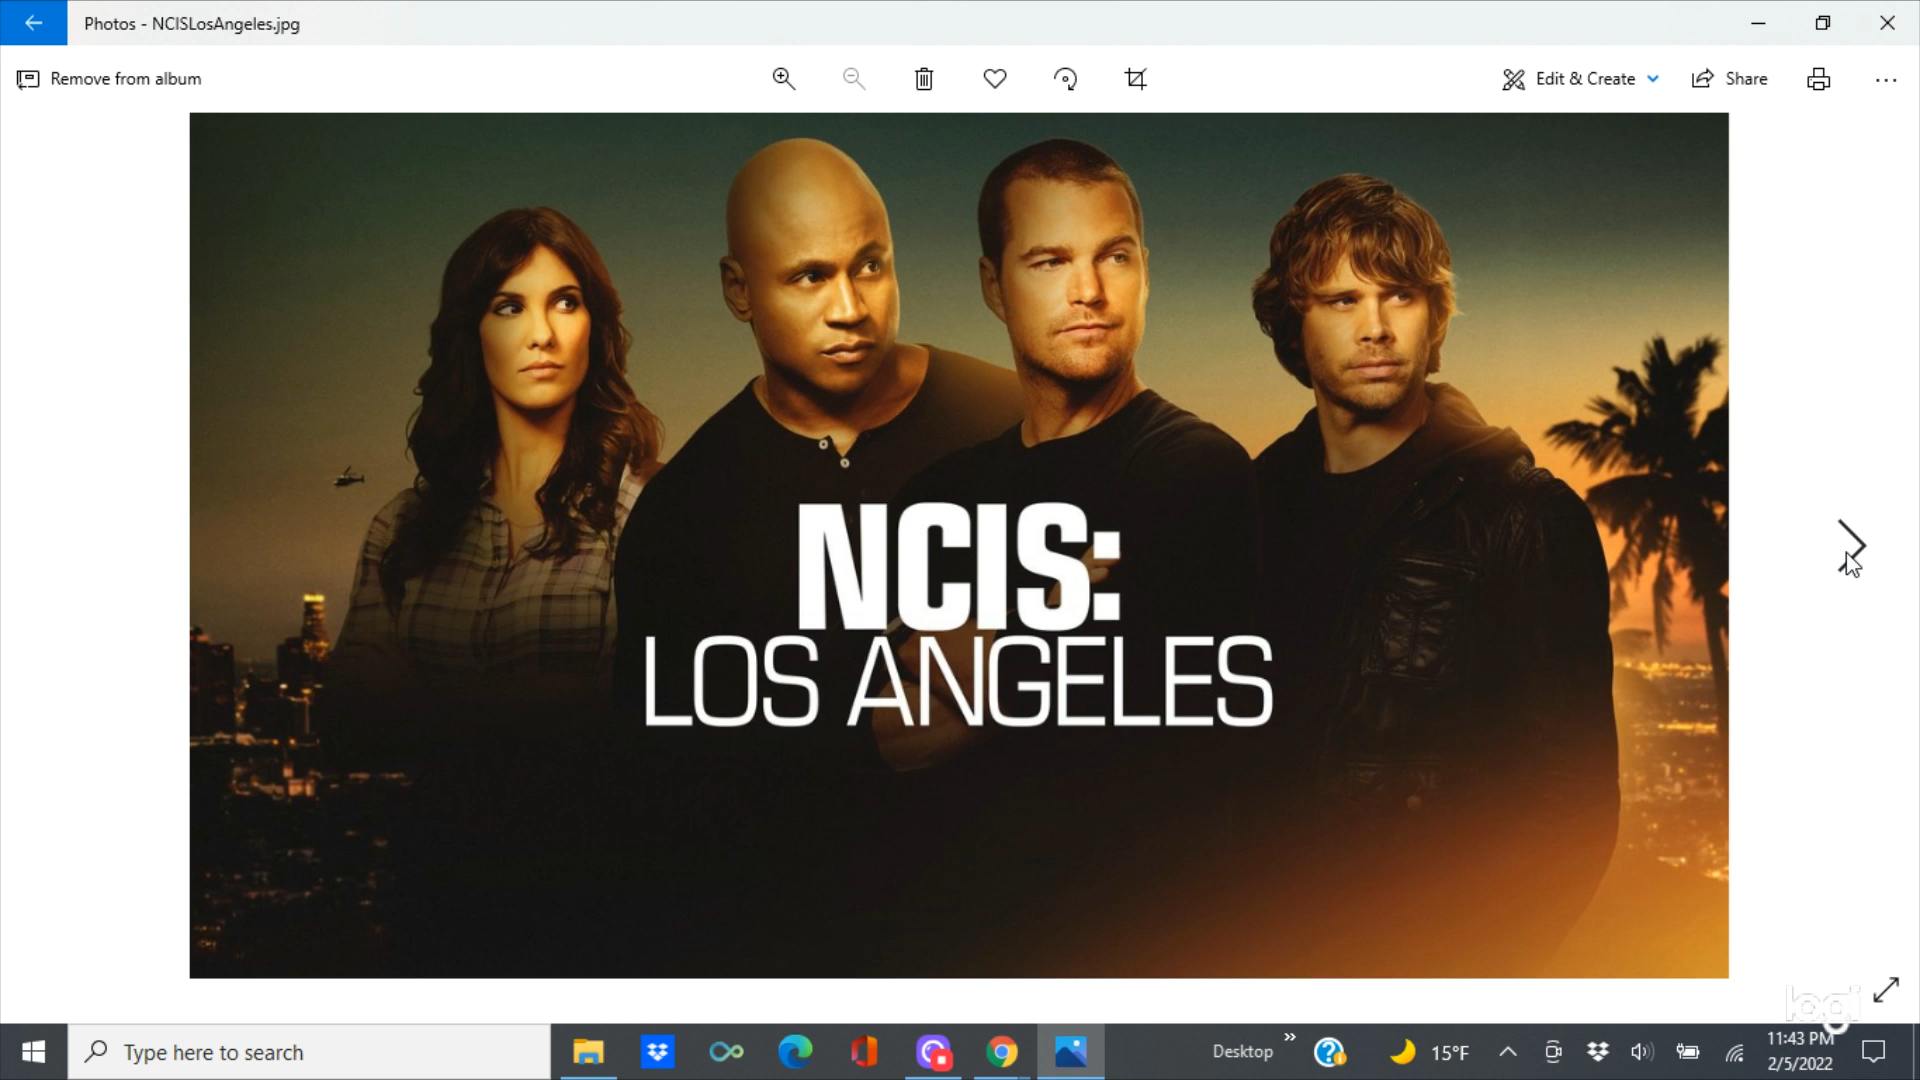 Photos - NCISLosAngeles.jpg
Remove from album
Edit & Create
Share
NCIS:
LOS ANGELES
logi
Type here to search
Desktop
15°F
11:43 PM
2/5/2022